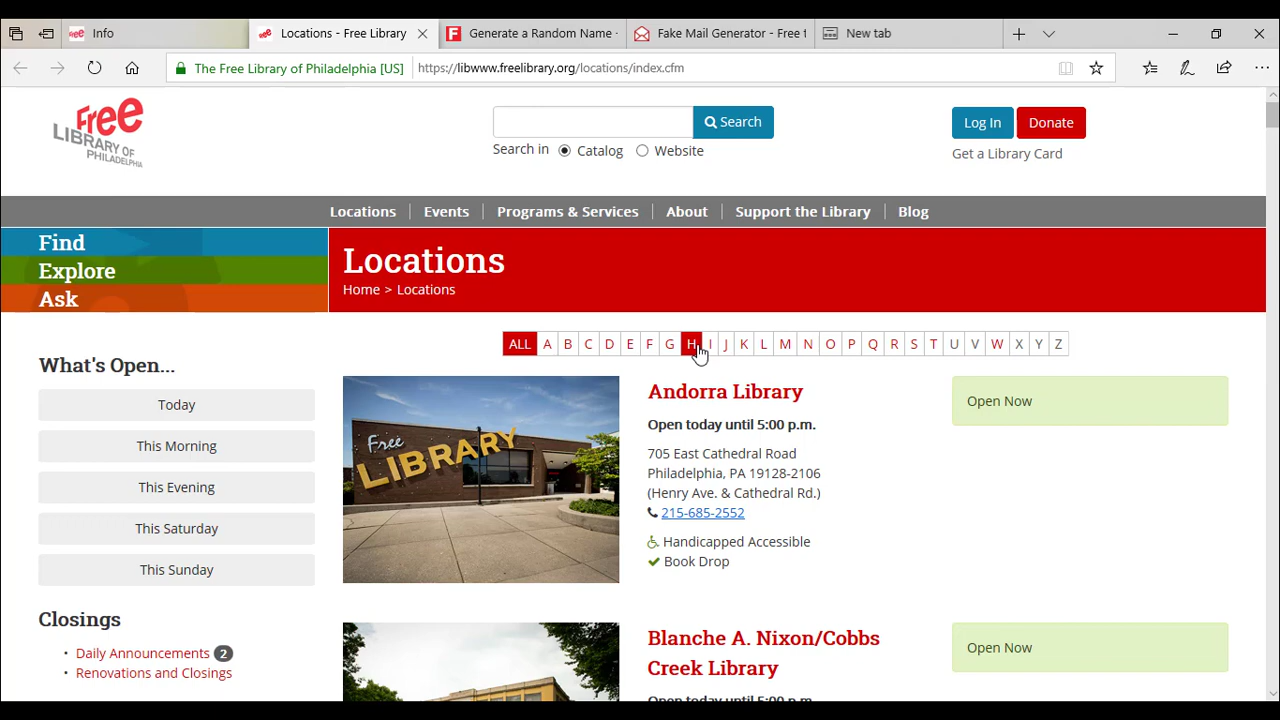 Info
Locations - Free Library
Generate a Random Name -
Fake Mail Generator - Free t
New tab
The Free Library of Philadelphia [US]
https://libwww.freelibrary.org/locations/index.cfm
Free
LIBRARY
OF
PHILADELPHIA
Search
Search in Catalog Website
Log In
Donate
Get a Library Card
Locations
Events
Programs & Services
About
Support the Library
Blog
Find
Explore
Ask
Locations
Home > Locations
ALL A B C D E F G H I J K L M N O P Q R S T U V W X Y Z
What's Open...
Today
This Morning
This Evening
This Saturday
This Sunday
Closings
• Daily Announcements 2
• Renovations and Closings
Free
LIBRARY
Andorra Library
Open today until 5:00 p.m.
705 East Cathedral Road
Philadelphia, PA 19128-2106
(Henry Ave. & Cathedral Rd.)
215-685-2552
Handicapped Accessible
Book Drop
Open Now
Blanche A. Nixon/Cobbs
Creek Library
Open today until 5:00 p.m.
Open Now